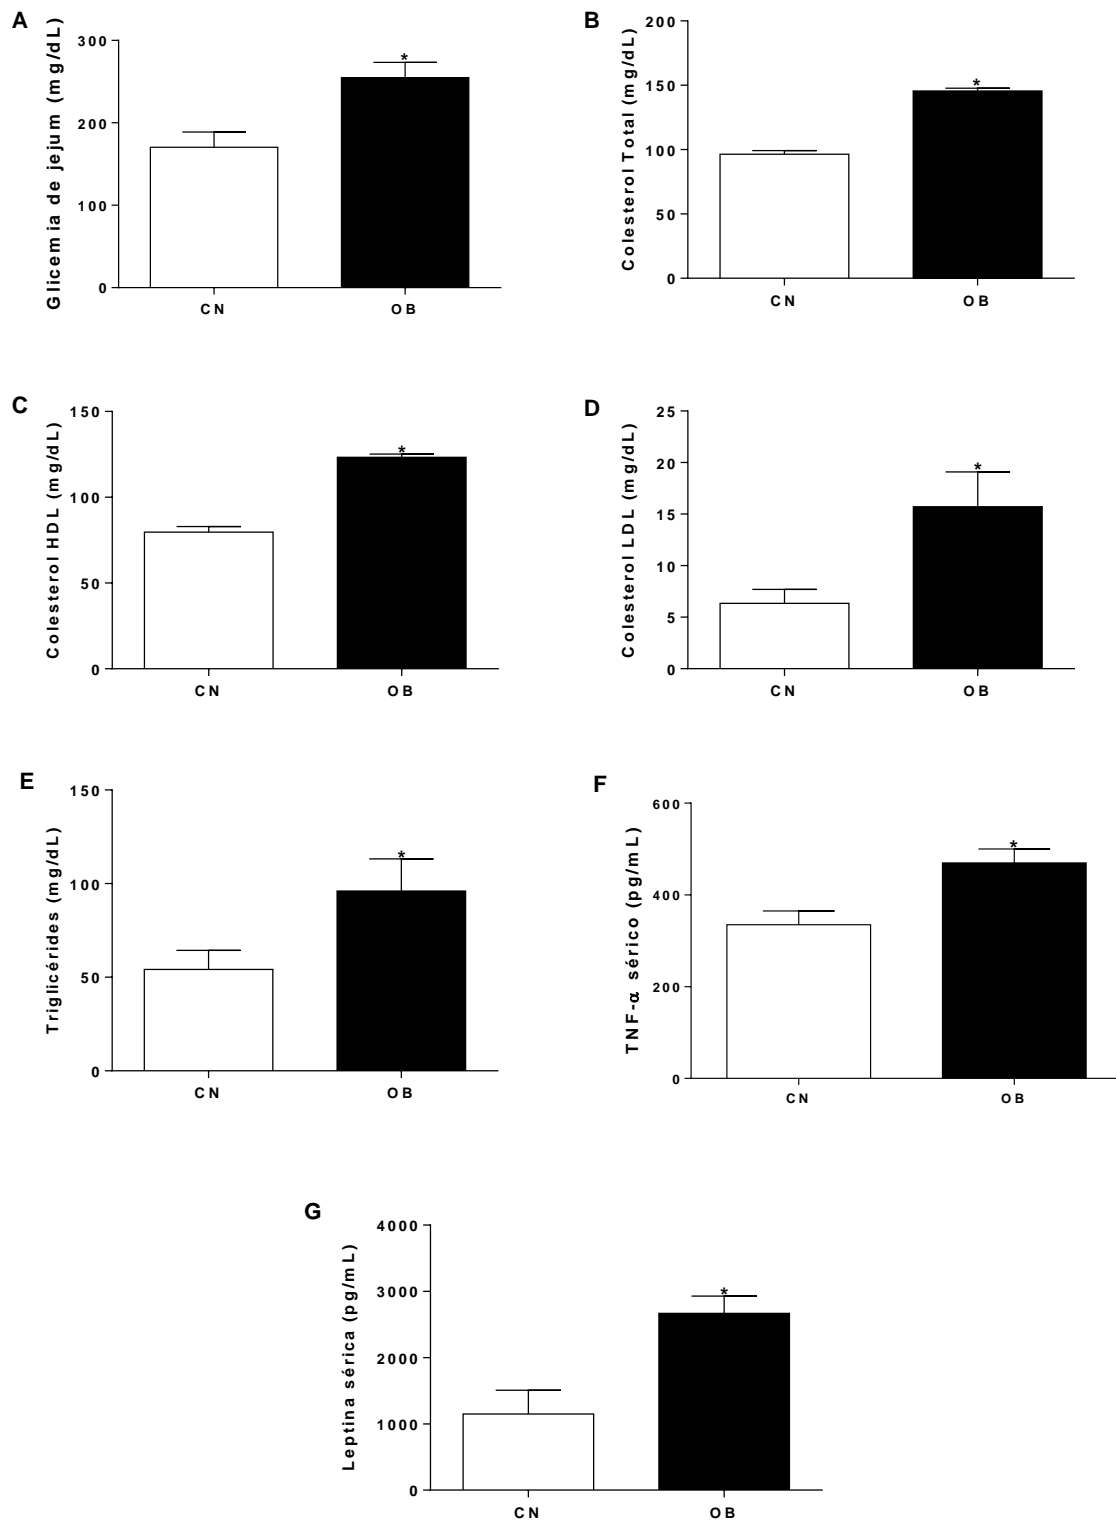 A
Glicemia de jejum (mg/dL)
300
200
100
0
*
CN
OB
B
Colesterol Total (mg/dL)
200
150
100
50
0
*
CN
OB
C
Colesterol HDL (mg/dL)
150
100
50
0
*
CN
OB
D
Colesterol LDL (mg/dL)
25
20
15
10
5
0
*
CN
OB
E
Triglicérides (mg/dL)
150
100
50
0
*
CN
OB
F
TNF-α sérico (pg/mL)
600
400
200
0
*
CN
OB
G
Leptina sérica (pg/mL)
4000
3000
2000
1000
0
*
CN
OB